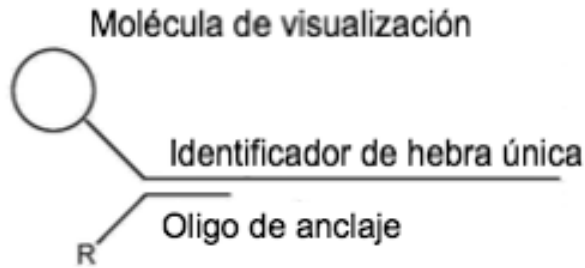 Molécula de visualización
Identificador de hebra única
Oligo de anclaje
R